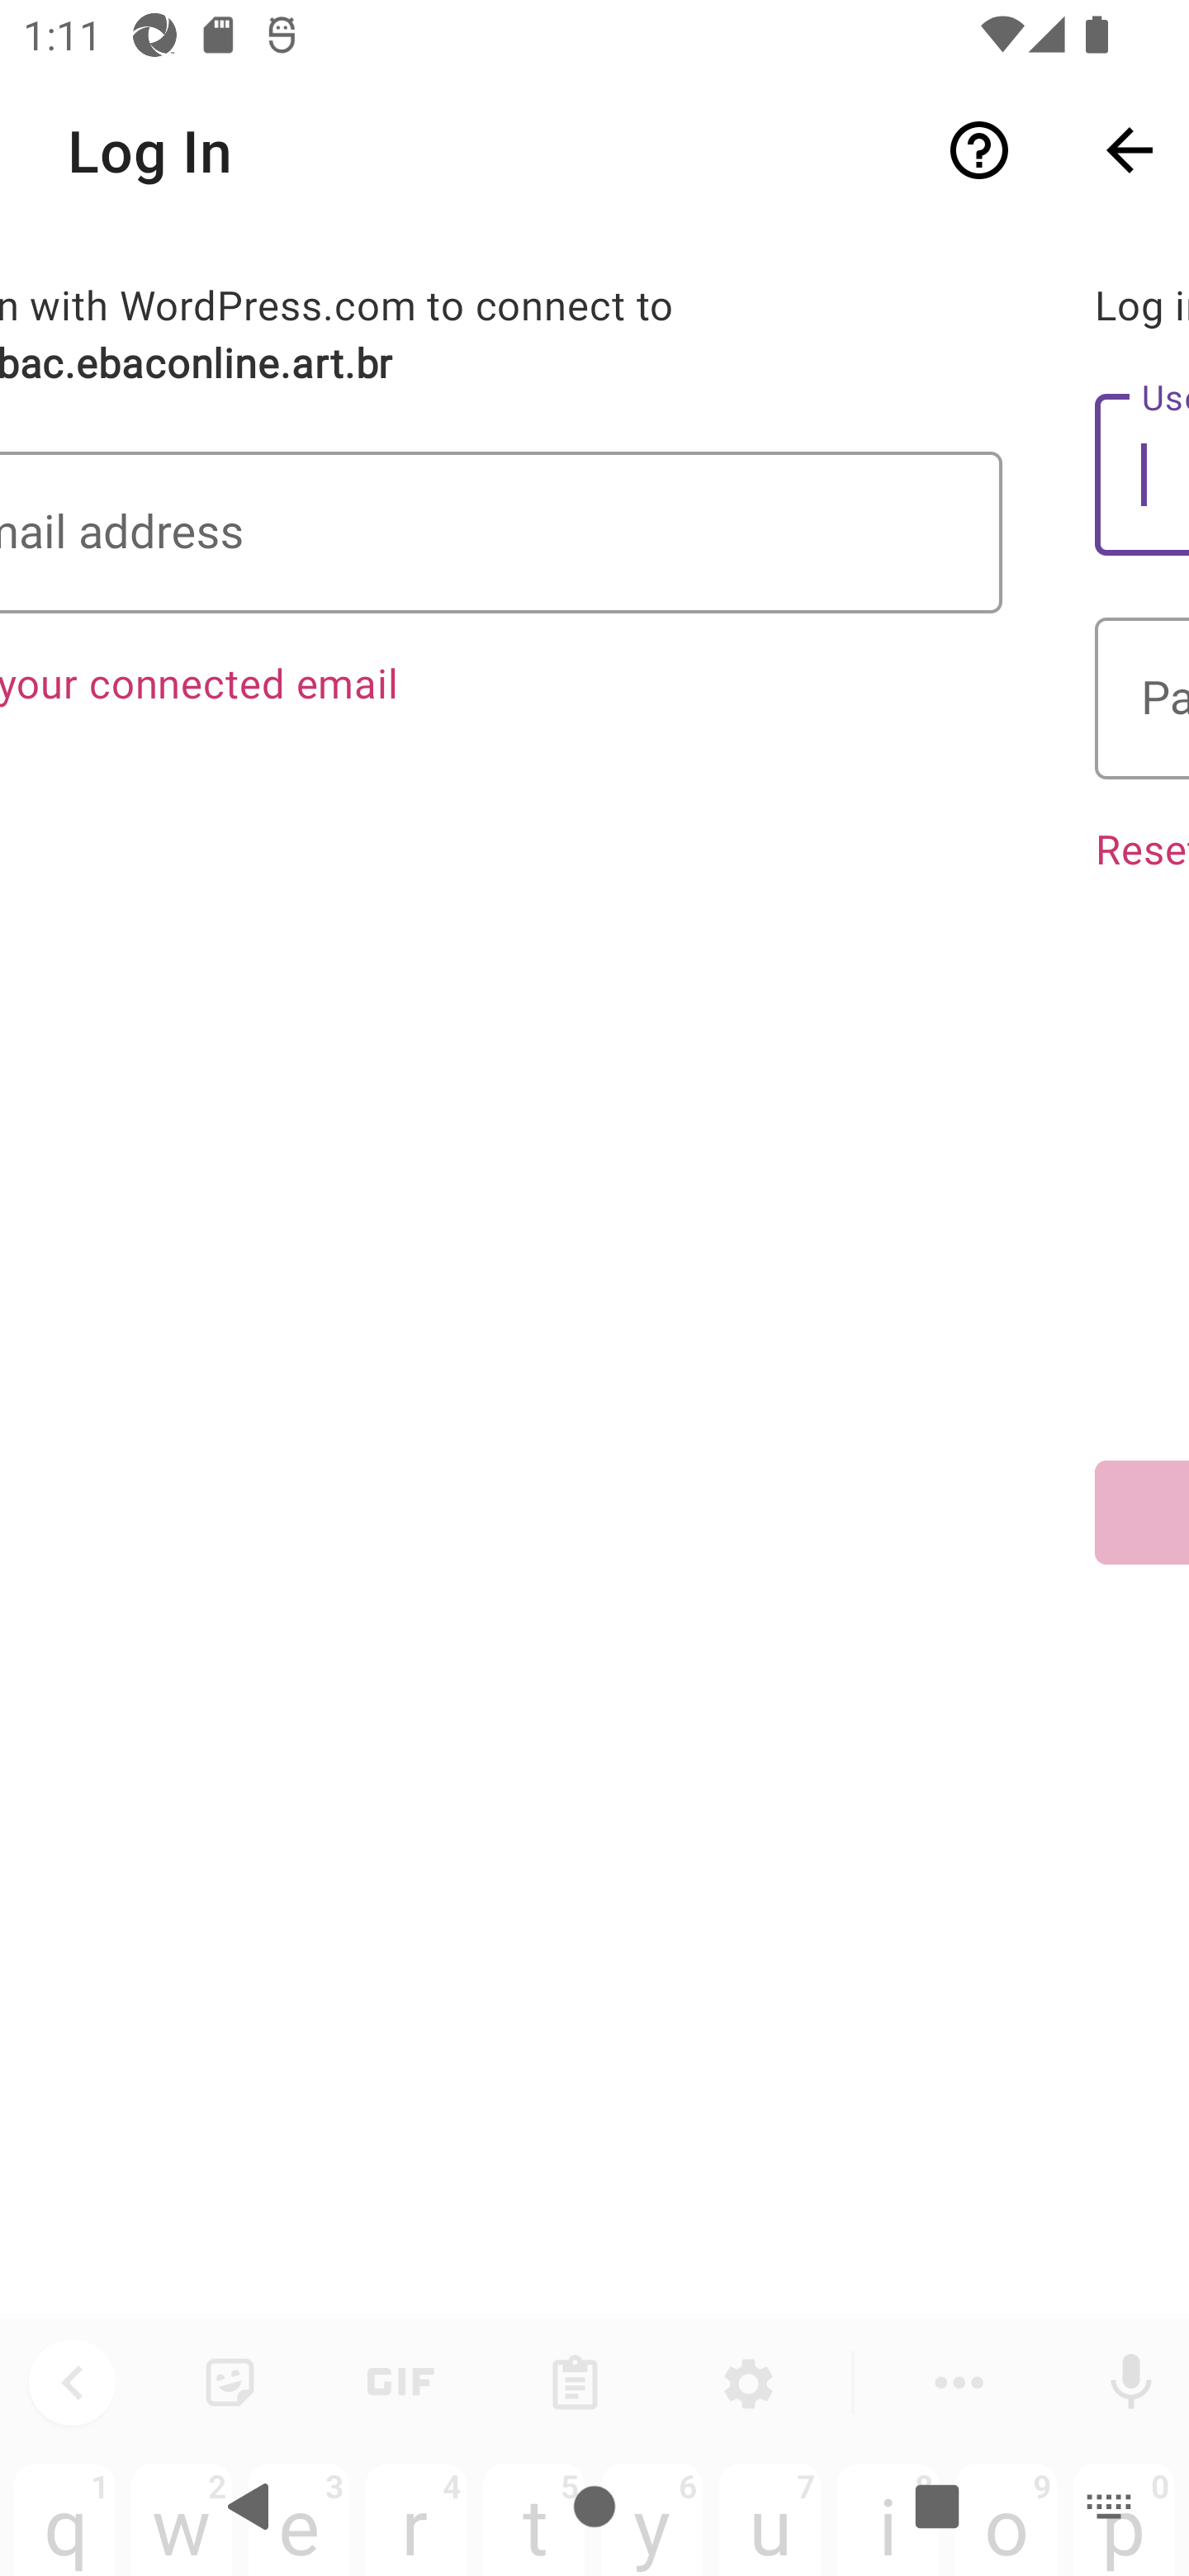 1:11
Log In
n with WordPress.com to connect to
bac.ebaconline.art.br
mail address
your connected email
Log i
Use
Pa
Rese
GIF
1 2 3 4 5 6 7 8 9 0
q w e r t y u i o p